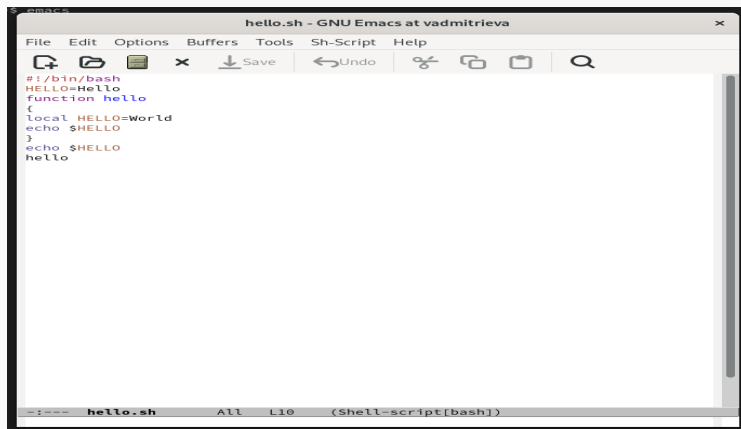 $ emacs
hello.sh - GNU Emacs at vadmitrieva
File Edit Options Buffers Tools Sh-Script Help
Save Undo
#!/bin/bash
HELLO=Hello
function hello
{
local HELLO=World
echo $HELLO
}
echo $HELLO
hello
-:--- hello.sh All L10 (Shell-script[bash])